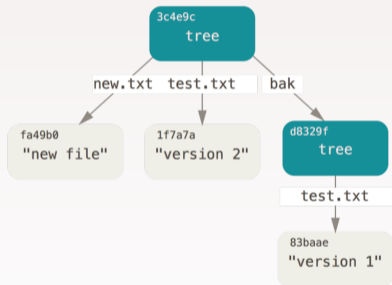 3c4e9c
tree
new.txt test.txt bak
fa49b0
"new file"
1f7a7a
"version 2"
d8329f
tree
test.txt
83baae
"version 1"